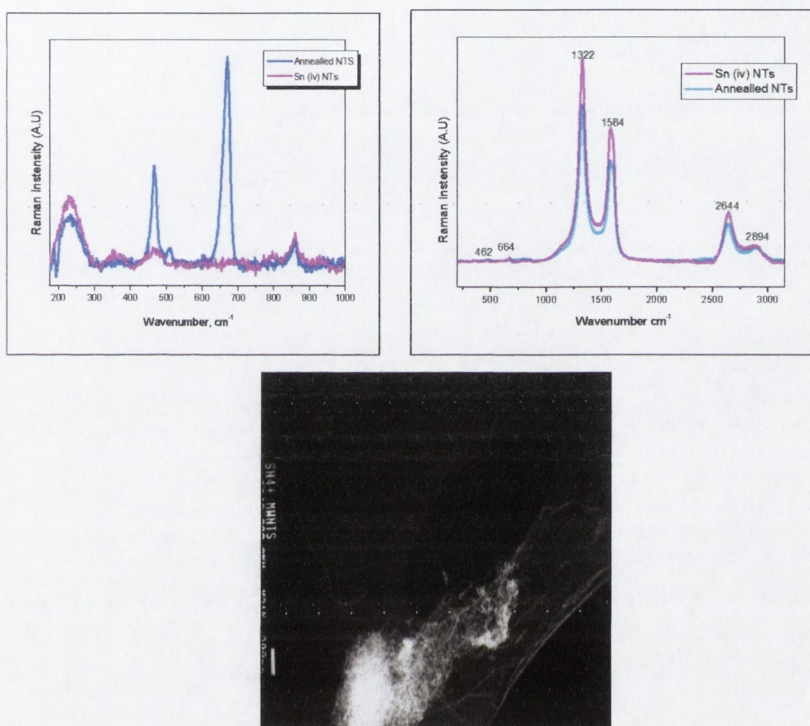 Annealled NTS
Sn (iv) NTs
Raman Instensity (A.U)
200 300 400 500 600 700 800 900 1000
Wavenumber, cm⁻¹
1322
Sn (iv) NTs
Annealled NTs
1584
Raman Instensity (A.U)
2644
462 664
2894
500 1000 1500 2000 2500 3000
Wavenumber cm⁻¹
SN4+ MWNTS